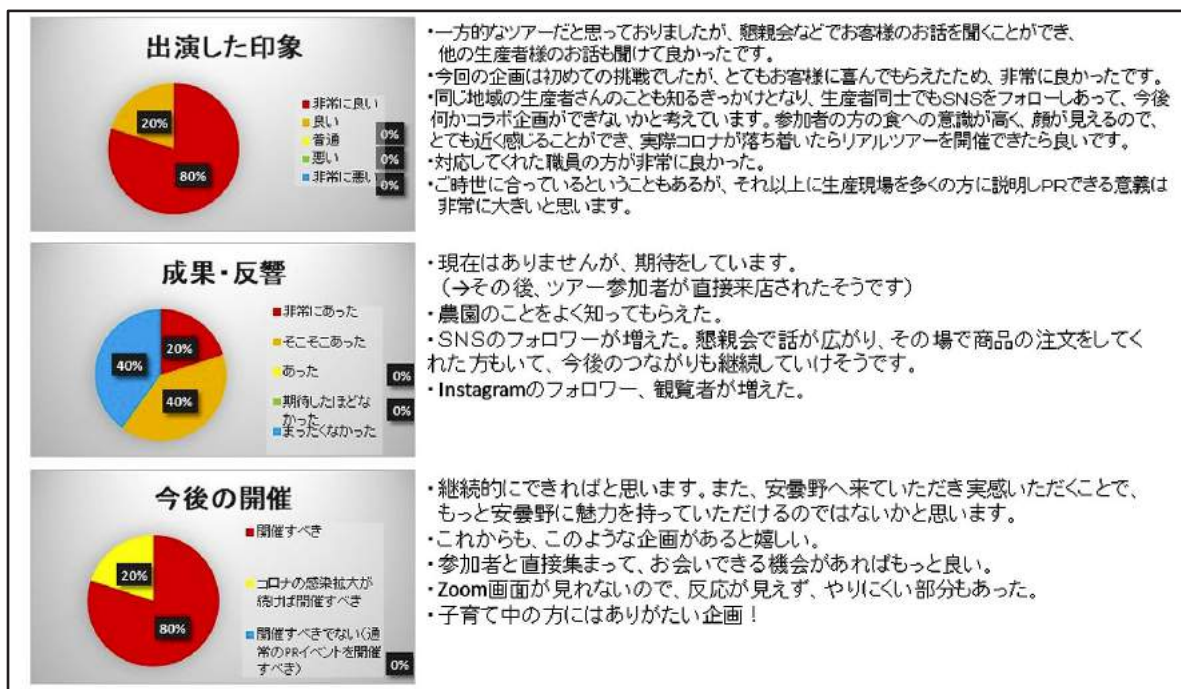 出演した印象
20%
80%
非常に良い
良い
普通
悪い
非常に悪い
0%
0%
0%
・一方的なツアーだと思っておりましたが、懇親会などでお客様のお話を聞くことができ、
他の生産者様のお話も聞けて良かったです。
・今回の企画は初めての挑戦でしたが、とてもお客様に喜んでもらえたため、非常に良かったです。
・同じ地域の生産者さんのことも知るきっかけとなり、生産者同士でもSNSをフォローしあって、今後
何かコラボ企画ができないかと考えています。参加者の方の食への意識が高く、顔が見えるので、
とても近く感じることができ、実際コロナが落ち着いたらリアルツアーを開催できたら良いです。
・対応してくれた職員の方が非常に良かった。
・ご時世に合っているということもあるが、それ以上に生産現場を多くの方に説明しPRできる意義は
非常に大きいと思います。
成果・反響
20%
40%
40%
非常にあった
そこそこあった
あった
期待したほどな
かった
まったくなかった
0%
0%
・現在はありませんが、期待をしています。
（→その後、ツアー参加者が直接来店されたそうです）
・農園のことをよく知ってもらえた。
・SNSのフォロワーが増えた。懇親会で話が広がり、その場で商品の注文をしてく
れた方もいて、今後のつながりも継続していけそうです。
・Instagramのフォロワー、観覧者が増えた。
今後の開催
20%
80%
開催すべき
コロナの感染拡大が
続けば開催すべき
開催すべきでない（通
常のPRイベントを開催
すべき）
0%
・継続的にできればと思います。また、安曇野へ来ていただき実感いただくことで、
もっと安曇野に魅力を持っていただけるのではないかと思います。
・これからも、このような企画があると嬉しい。
・参加者と直接集まって、お会いできる機会があればもっと良い。
・Zoom画面が見れないので、反応が見えず、やりにくい部分もあった。
・子育て中の方にはありがたい企画！